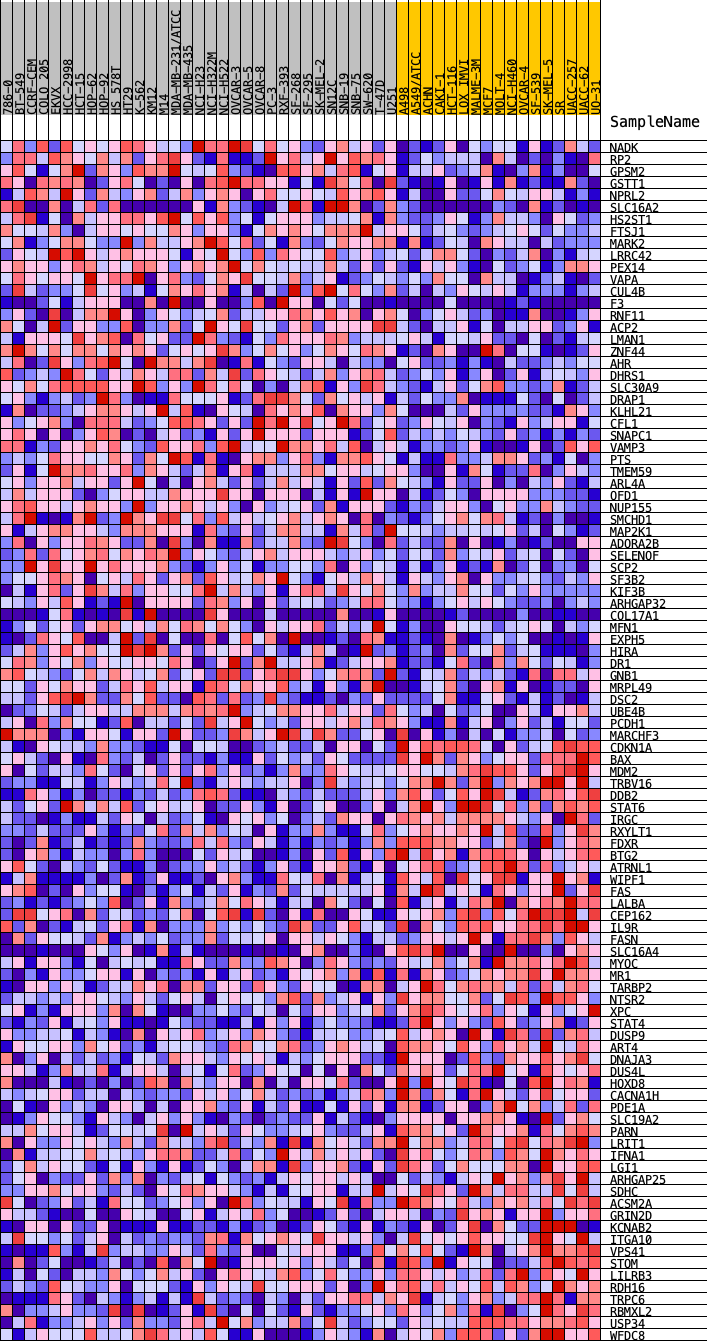 786-0
BT-549
CCRF-CEM
COLO 205
EKVX
HCC-2998
HCT-15
HOP-62
HOP-92
HS 578T
HT29
K-562
KM12
M14
MDA-MB-231/ATCC
MDA-MB-435
NCI-H23
NCI-H322M
NCI-H522
OVCAR-3
OVCAR-5
OVCAR-8
PC-3
RXF-393
SF-268
SF-295
SK-MEL-2
SN12C
SNB-19
SNB-75
SW-620
T-47D
U251
A498
A549/ATCC
ACHN
CAKI-1
HCT-116
LOX IMVI
MALME-3M
MCF7
MOLT-4
NCI-H460
OVCAR-4
SF-539
SK-MEL-5
SR
UACC-257
UACC-62
UO-31
SampleName
NADK
RP2
GPSM2
GSTT1
NPRL2
SLC16A2
HS2ST1
FTSJ1
MARK2
LRRC42
PEX14
VAPA
CUL4B
F3
RNF11
ACP2
LMAN1
ZNF44
AHR
DHRS1
SLC30A9
DRAP1
KLHL21
CFL1
SNAPC1
VAMP3
PTS
TMEM59
ARL4A
OFD1
NUP155
SMCHD1
MAP2K1
ADORA2B
SELENOF
SCP2
SF3B2
KIF3B
ARHGAP32
COL17A1
MFN1
EXPH5
HIRA
DR1
GNB1
MRPL49
DSC2
UBE4B
PCDH1
MARCHF3
CDKN1A
BAX
MDM2
TRBV16
DDB2
STAT6
IRGC
RXYLT1
FDXR
BTG2
ATRNL1
WIPF1
FAS
LALBA
CEP162
IL9R
FASN
SLC16A4
MYOC
MR1
TARBP2
NTSR2
XPC
STAT4
DUSP9
ART4
DNAJA3
DUS4L
HOXD8
CACNA1H
PDE1A
SLC19A2
PARN
LRIT1
IFNA1
LGI1
ARHGAP25
SDHC
ACSM2A
GRIN2D
KCNAB2
ITGA10
VPS41
STOM
LILRB3
RDH16
TRPC6
RBMXL2
USP34
WFDC8